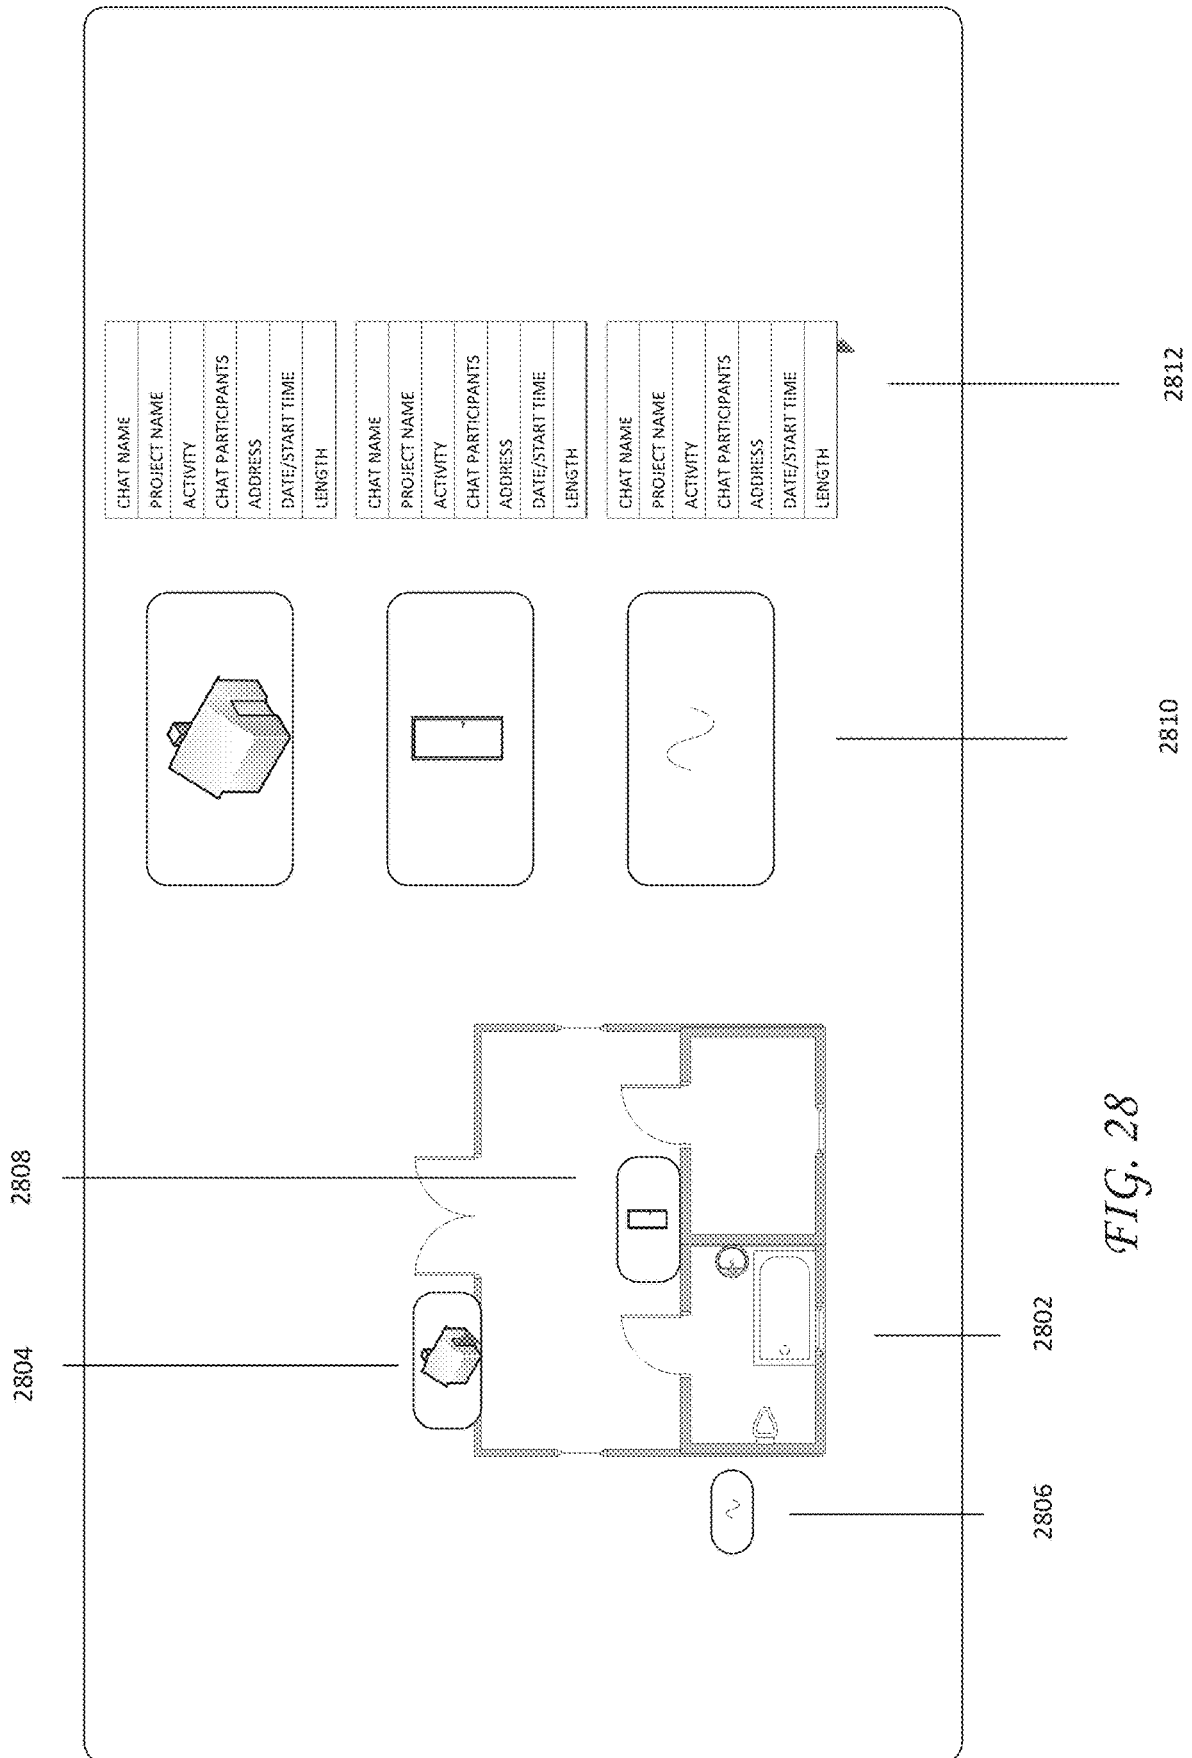 2804
2808
CHAT NAME
PROJECT NAME
ACTIVITY
CHAT PARTICIPANTS
ADDRESS
DATE/START TIME
LENGTH
CHAT NAME
PROJECT NAME
ACTIVITY
CHAT PARTICIPANTS
ADDRESS
DATE/START TIME
LENGTH
CHAT NAME
PROJECT NAME
ACTIVITY
CHAT PARTICIPANTS
ADDRESS
DATE/START TIME
LENGTH
2806
2802
2810
2812
FIG. 28